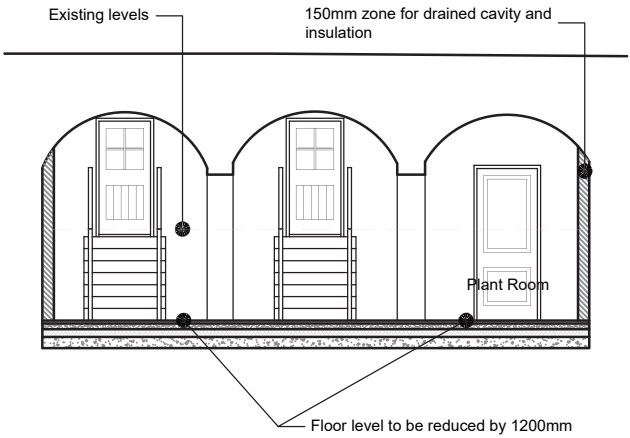 Existing levels
150mm zone for drained cavity and
insulation
Plant Room
Floor level to be reduced by 1200mm